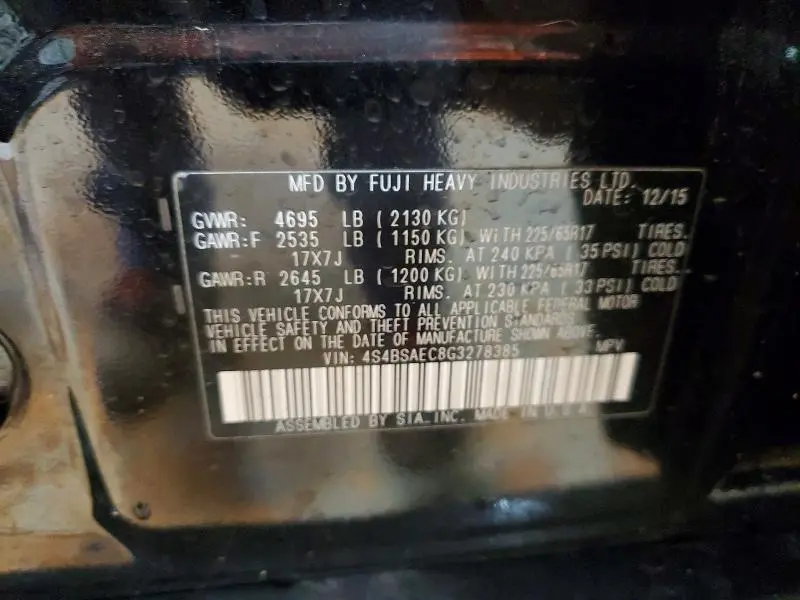 MFD BY FUJI HEAVY INDUSTRIES LTD.
DATE: 12/15
GVWR: 4695 LB (2130 KG)
GAWR:F 2535 LB (1150 KG) WITH 225/65R17 TIRES.
17X7J RIMS. AT 240 KPA (35 PSI) COLD
GAWR:R 2645 LB (1200 KG) WITH 225/65R17 TIRES.
17X7J RIMS. AT 230 KPA (33 PSI) COLD
THIS VEHICLE CONFORMS TO ALL APPLICABLE FEDERAL MOTOR
VEHICLE SAFETY AND THEFT PREVENTION STANDARDS
IN EFFECT ON THE DATE OF MANUFACTURE SHOWN ABOVE.
VIN: 4S4BSAEC8G3278385 MPV
ASSEMBLED BY SIA.INC. MADE IN U.S.A